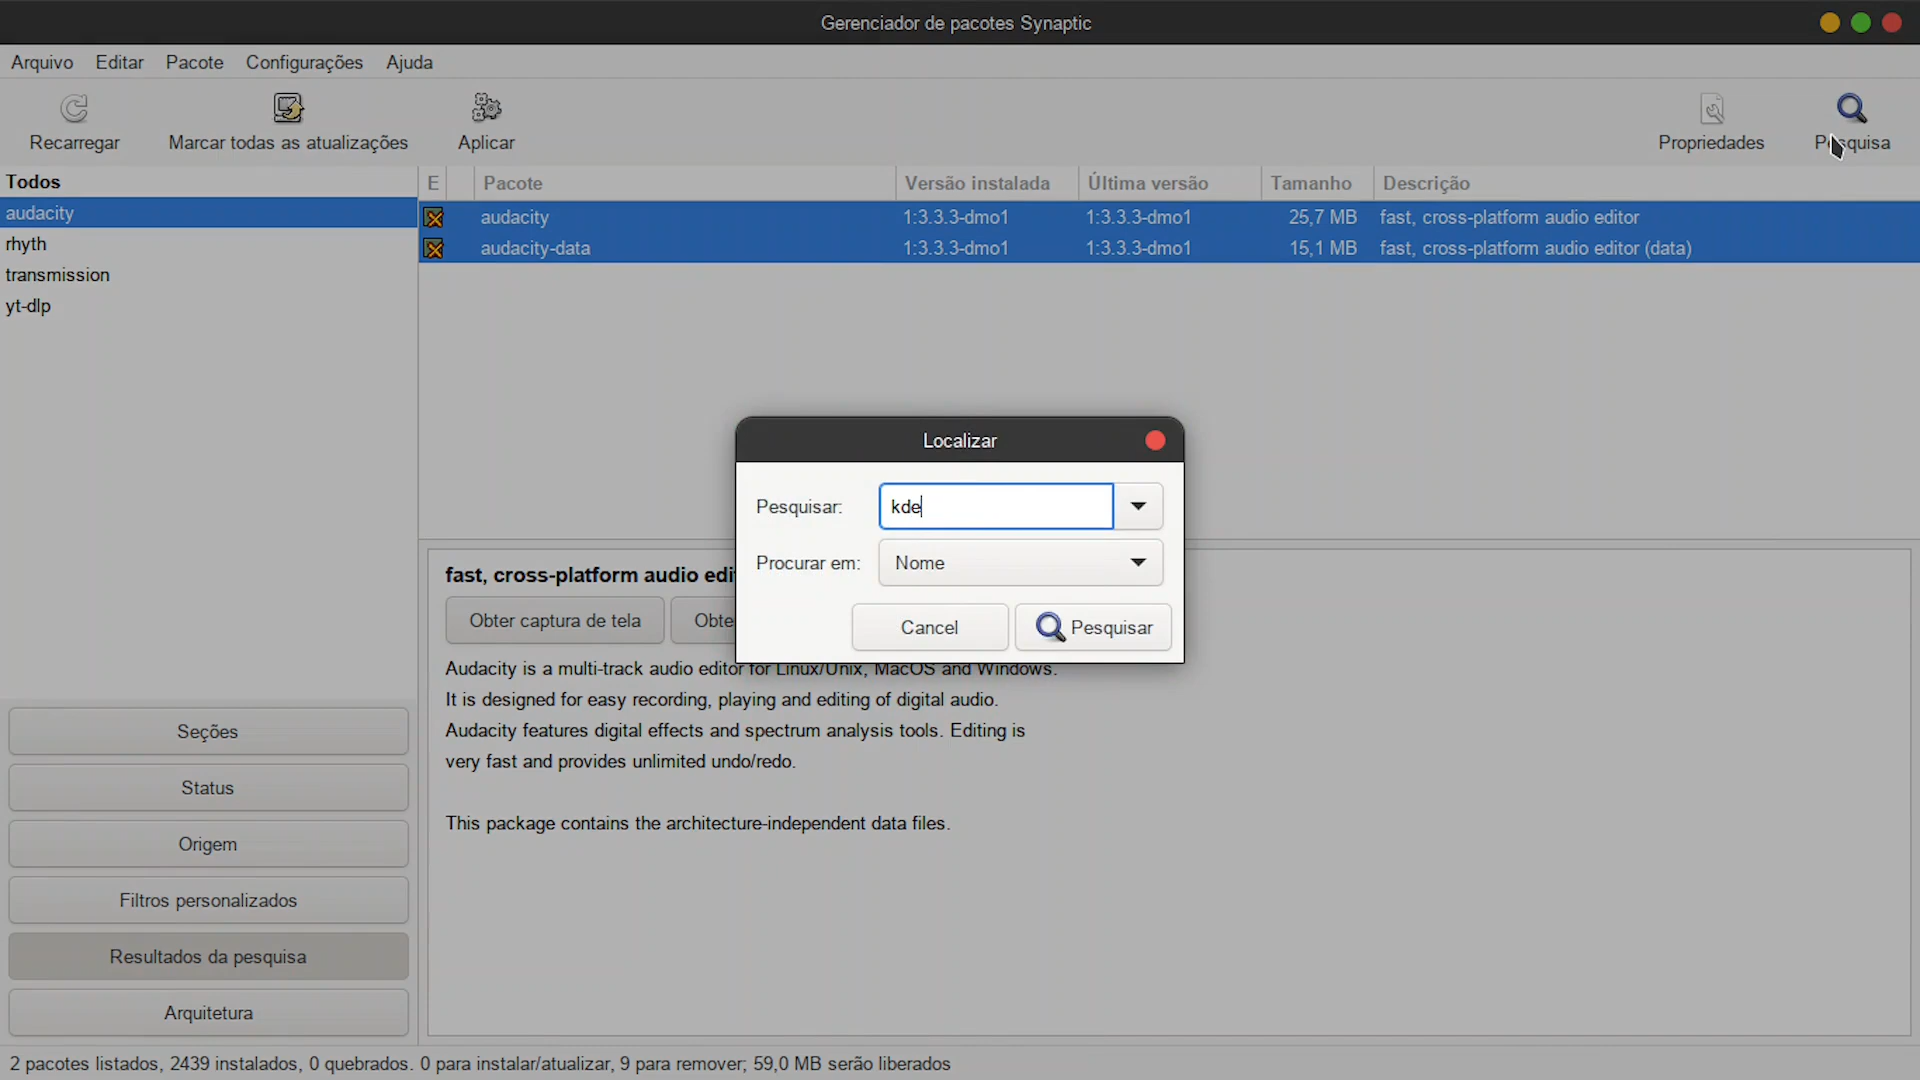 Gerenciador de pacotes Synaptic
Arquivo Editar Pacote Configurações Ajuda
Recarregar Marcar todas as atualizações Aplicar Propriedades Pesquisa
Todos
audacity
rhyth
transmission
yt-dlp
E Pacote Versão instalada Última versão Tamanho Descrição
audacity 1:3.3.3-dmo1 1:3.3.3-dmo1 25,7 MB fast, cross-platform audio editor
audacity-data 1:3.3.3-dmo1 1:3.3.3-dmo1 15,1 MB fast, cross-platform audio editor (data)
Localizar
Pesquisar: kde
Procurar em: Nome
Cancel Pesquisar
fast, cross-platform audio edi
Obter captura de tela Obte
Audacity is a multi-track audio editor for Linux/Unix, MacOS and Windows.
It is designed for easy recording, playing and editing of digital audio.
Audacity features digital effects and spectrum analysis tools. Editing is
very fast and provides unlimited undo/redo.
This package contains the architecture-independent data files.
Seções
Status
Origem
Filtros personalizados
Resultados da pesquisa
Arquitetura
2 pacotes listados, 2439 instalados, 0 quebrados. 0 para instalar/atualizar, 9 para remover; 59,0 MB serão liberados